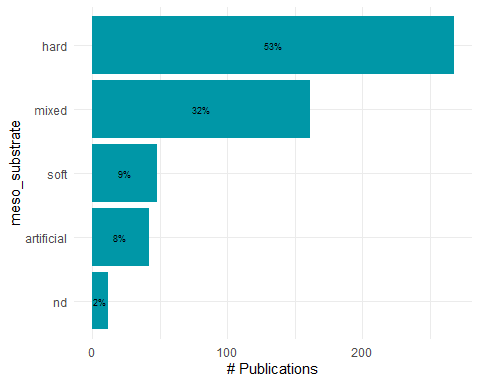 hard
53%
mixed
32%
soft
9%
artificial
8%
nd
2%
meso_substrate
0
100
200
# Publications